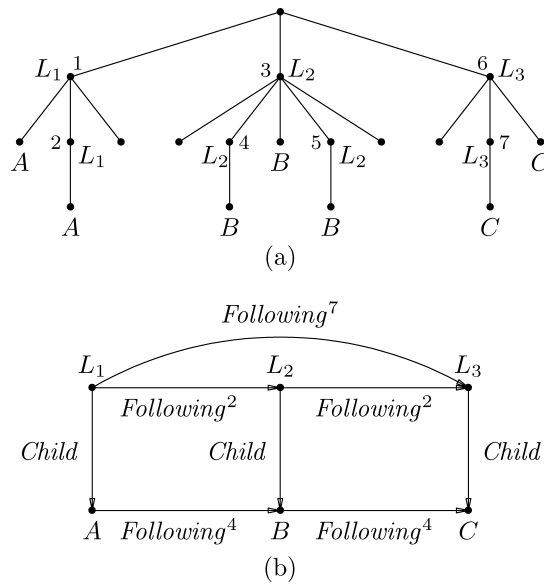 L₁ 1 3 L₂ 6 L₃
A 2 L₁ L₂ 4 B 5 L₂ L₃ 7 C
A B B C
(a)
Following⁷
L₁ L₂ L₃
Following² Following²
Child Child Child
A Following⁴ B Following⁴ C
(b)